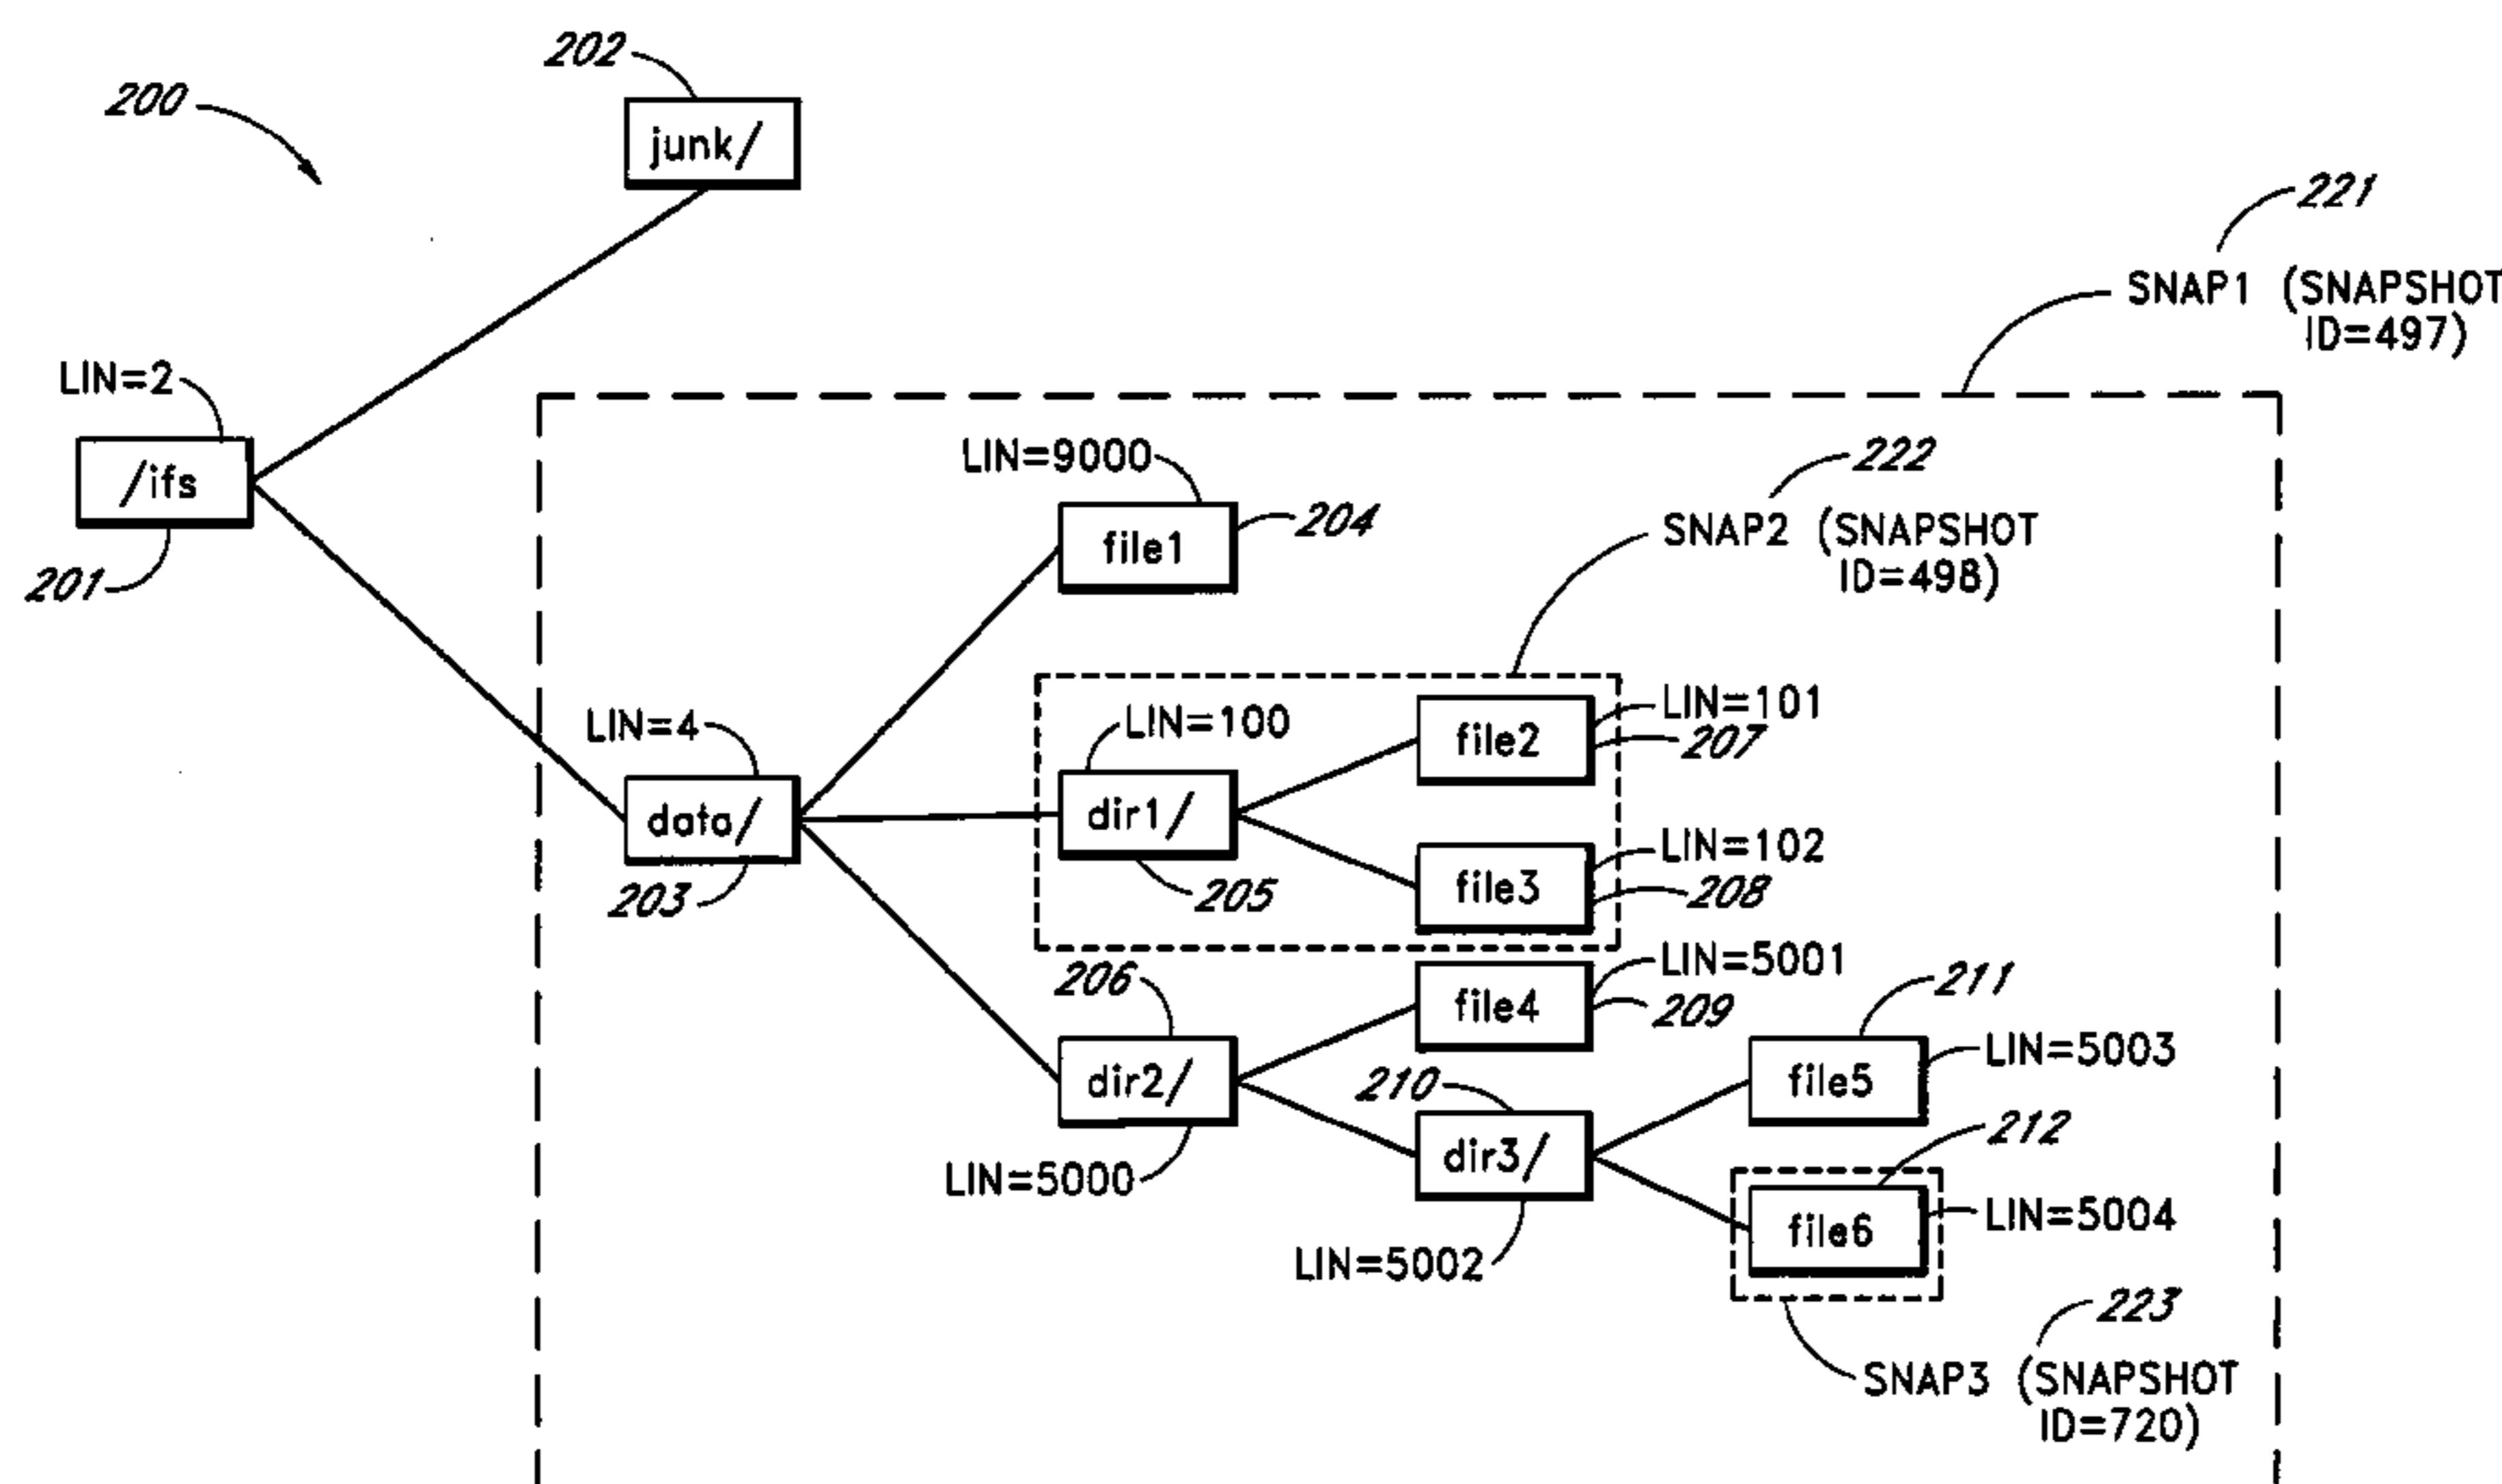 202
200
junk/
221
SNAP1 (SNAPSHOT
ID=497)
LIN=2
/ifs
201
LIN=9000
222
204
file1
SNAP2 (SNAPSHOT
ID=498)
LIN=4
LIN=100
LIN=101
file2
207
data/
dir1/
203
205
LIN=102
file3
208
206
LIN=5001
file4
209
211
dir2/
210
LIN=5003
file5
LIN=5000
dir3/
212
LIN=5002
file6
LIN=5004
223
SNAP3 (SNAPSHOT
ID=720)